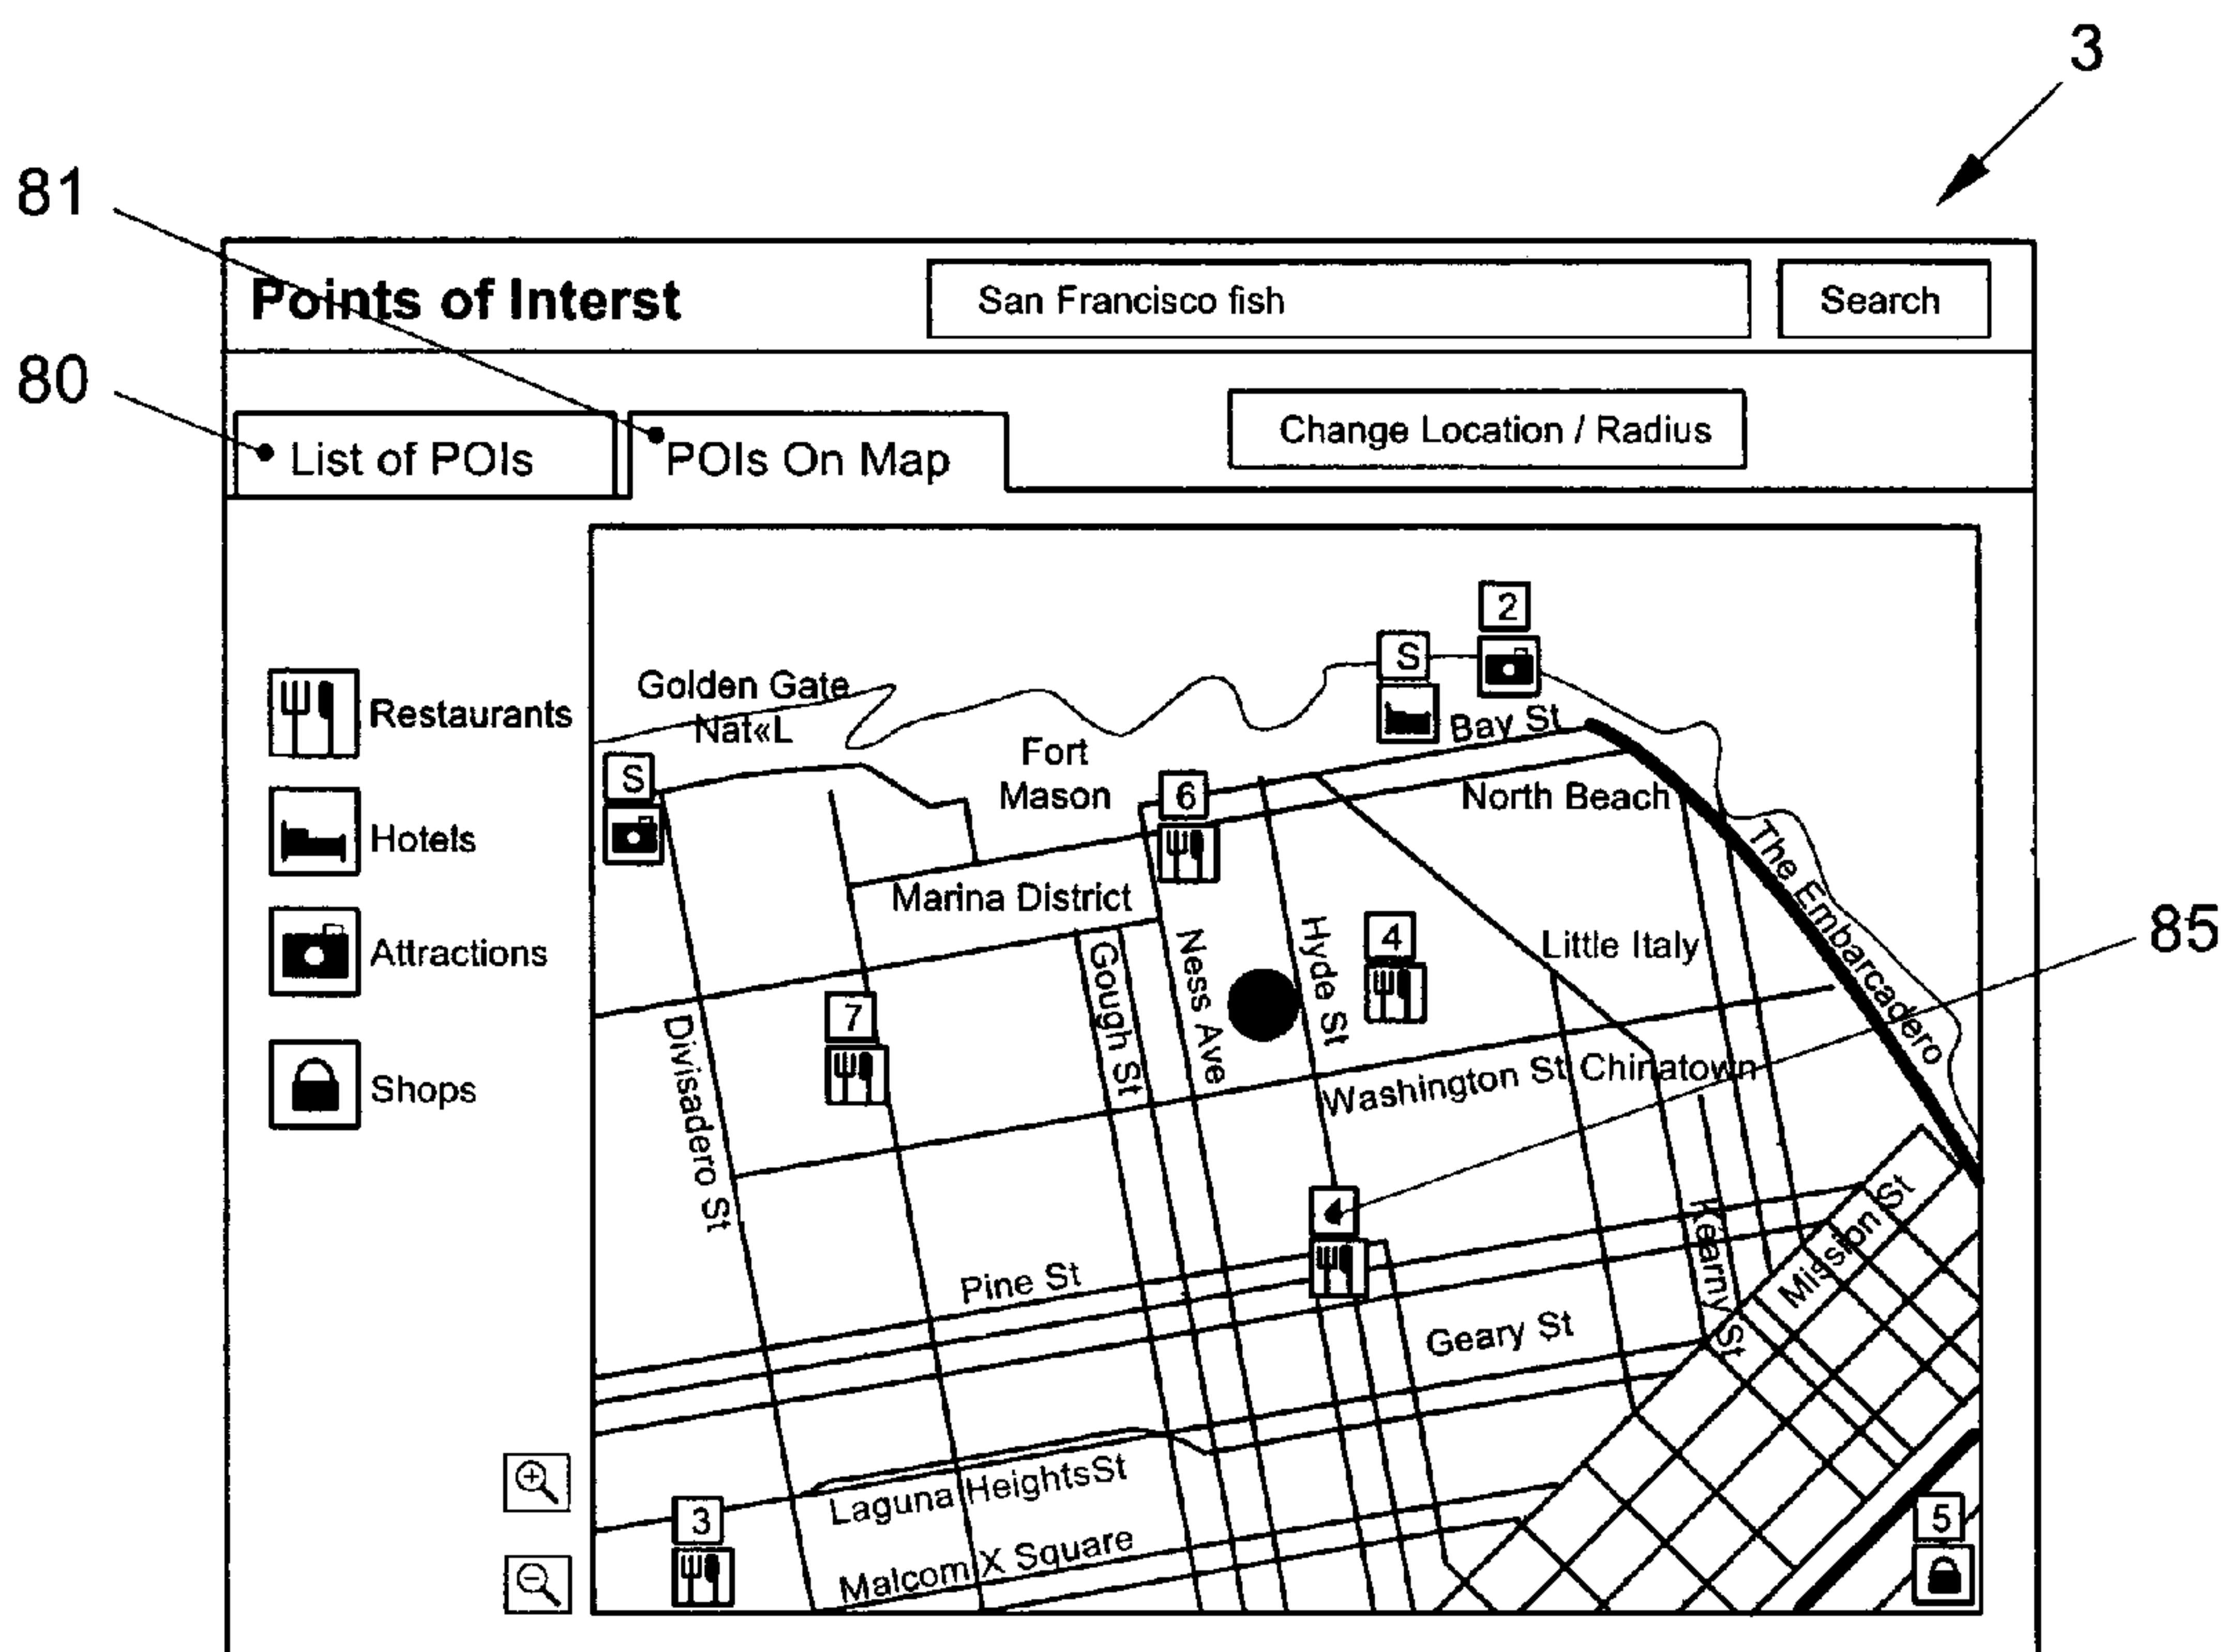 3
81
Points of Interst
San Francisco fish
Search
80
List of POIs
POIs On Map
Change Location / Radius
2
S
Golden Gate
Nat«L
Restaurants
Bay St
Fort
Mason
S
6
North Beach
Hotels
The Embarcadero
Marina District
4
85
Little Italy
Attractions
Gough St
Ness Ave
Hyde St
7
Divisadero St
Washington St
Chinatown
Shops
4
Mission St
Kearny St
Pine St
Geary St
Laguna HeightsSt
3
5
Malcom X Square